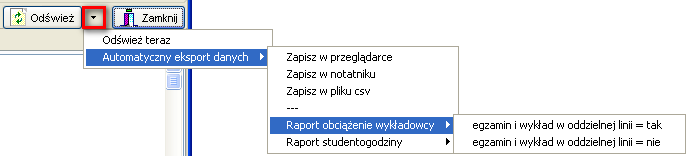 Odśwież
Zamknij
Odśwież teraz
Automatyczny eksport danych
Zapisz w przeglądarce
Zapisz w notatniku
Zapisz w pliku csv
---
Raport obciążenie wykładowcy
Raport studentogodziny
egzamin i wykład w oddzielnej linii = tak
egzamin i wykład w oddzielnej linii = nie